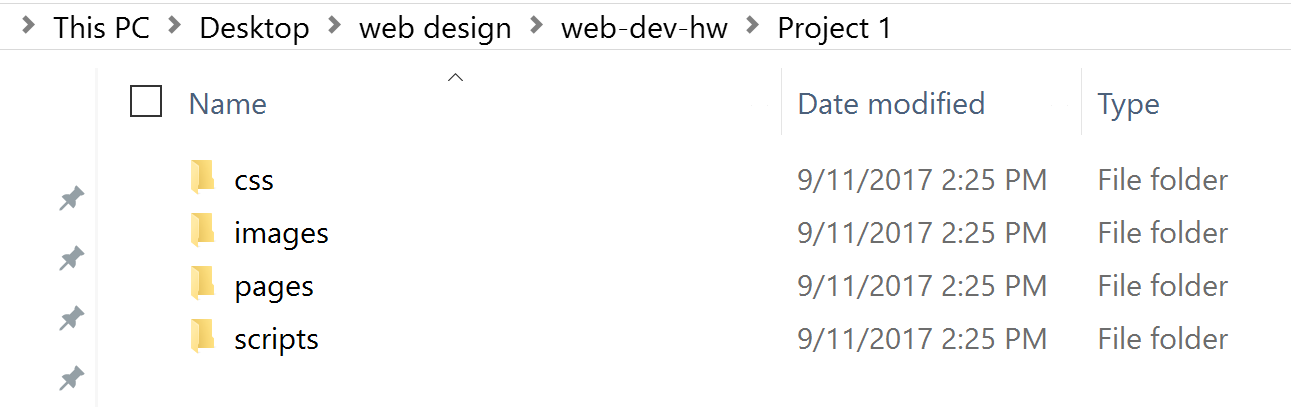 This PC > Desktop > web design > web-dev-hw > Project 1
Name Date modified Type
css 9/11/2017 2:25 PM File folder
images 9/11/2017 2:25 PM File folder
pages 9/11/2017 2:25 PM File folder
scripts 9/11/2017 2:25 PM File folder